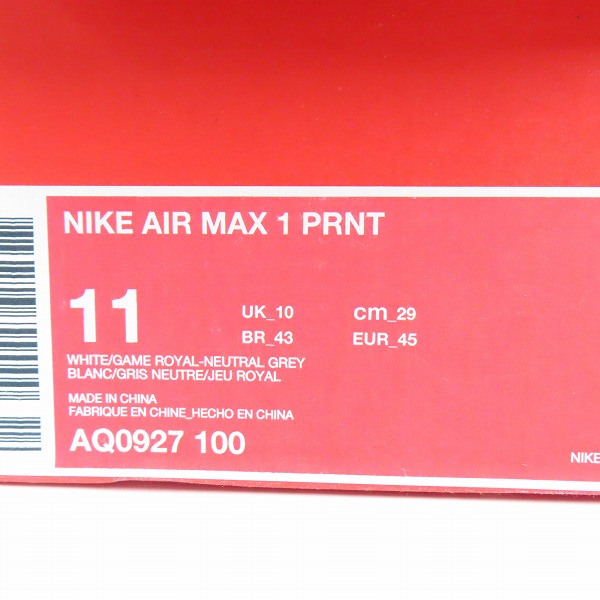 NIKE AIR MAX 1 PRNT
11
UK_10
cm_29
BR_43
EUR_45
WHITE/GAME ROYAL-NEUTRAL GREY
BLANC/GRIS NEUTRE/JEU ROYAL
MADE IN CHINA
FABRIQUE EN CHINE_HECHO EN CHINA
AQ0927 100
NIKE